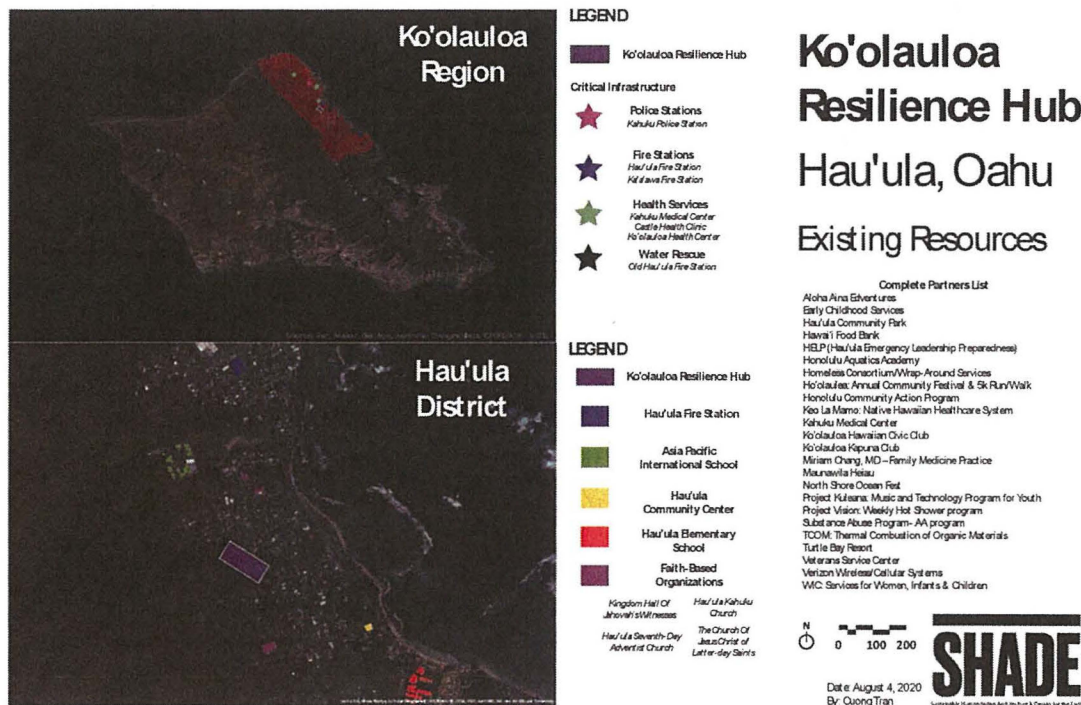 Ko'olauloa
Region
Hau'ula
District
LEGEND
Ko'olauloa Resilience Hub
Critical Infrastructure
Police Stations
Kahuku Police Station
Fire Stations
Hau'ula Fire Station
Fire Station
Health Services
Kahuku Medical Center
Castle Health Clinic
Ko'olauloa Health Center
Water Rescue
Old Hau'ula Fire Station
LEGEND
Ko'olauloa Resilience Hub
Hau'ula Fire Station
Asia Pacific
International School
Hau'ula
Community Center
Hau'ula Elementary
School
Faith-Based
Organizations
Kingdom Hall Of
Jehovah's Witnesses
Hau'ula Kahuku
Church
Hau'ula Seventh-Day
Adventist Church
The Church Of
Jesus Christ of
Latter-day Saints
Ko'olauloa
Resilience Hub
Hau'ula, Oahu
Existing Resources
Complete Partners List
Aloha Aina Edventures
Early Childhood Services
Hau'ula Community Park
Hawai'i Food Bank
HELP (Hau'ula Emergency Leadership Preparedness)
Honolulu Aquatics Academy
Homeless Consortium/Wrap-Around Services
Ho'olaulea: Annual Community Festival & 5k Run/Walk
Honolulu Community Action Program
Keo La Mamo: Native Hawaiian Healthcare System
Kahuku Medical Center
Ko'olauloa Hawaiian Civic Club
Ko'olauloa Kapuna Club
Miriam Chang, MD – Family Medicine Practice
Maunawila Heiau
North Shore Ocean Fest
Project Kuleana: Music and Technology Program for Youth
Project Vision: Weekly Hot Shower program
Substance Abuse Program- AA program
TCOM: Thermal Combustion of Organic Materials
Turtle Bay Resort
Veterans Service Center
Verizon Wireless/Cellular Systems
WIC: Services for Women, Infants & Children
N
0 100 200
Date: August 4, 2020
By: Cuong Tran
SHADE